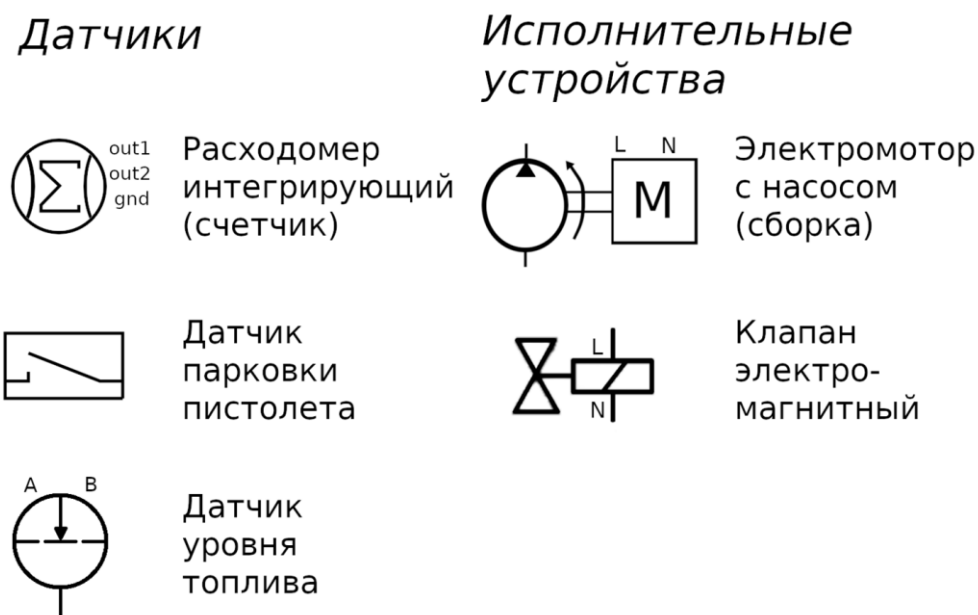 Датчики
Исполнительные
устройства
out1
out2
gnd
Расходомер
интегрирующий
(счетчик)
L N
M
Электромотор
с насосом
(сборка)
Датчик
парковки
пистолета
L
N
Клапан
электро-
магнитный
A B
Датчик
уровня
топлива